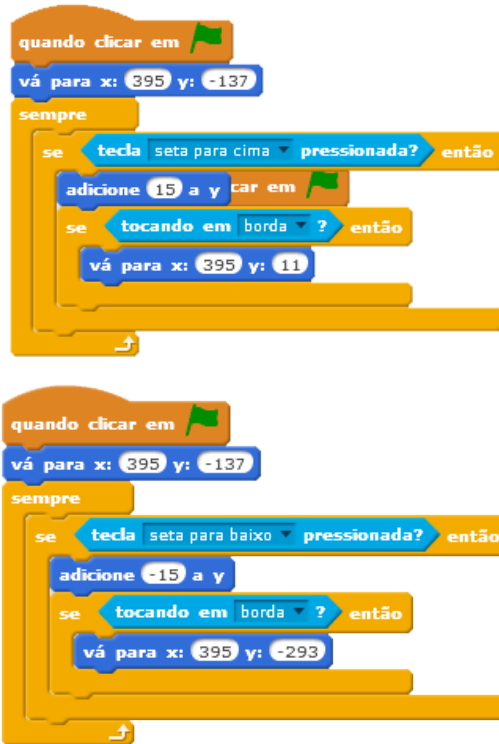 quando clicar em
vá para x: 395 y: -137
sempre
se tecla seta para cima pressionada? então
adicione 15 a y car em
se tocando em borda ? então
vá para x: 395 y: 11
quando clicar em
vá para x: 395 y: -137
sempre
se tecla seta para baixo pressionada? então
adicione -15 a y
se tocando em borda ? então
vá para x: 395 y: -293